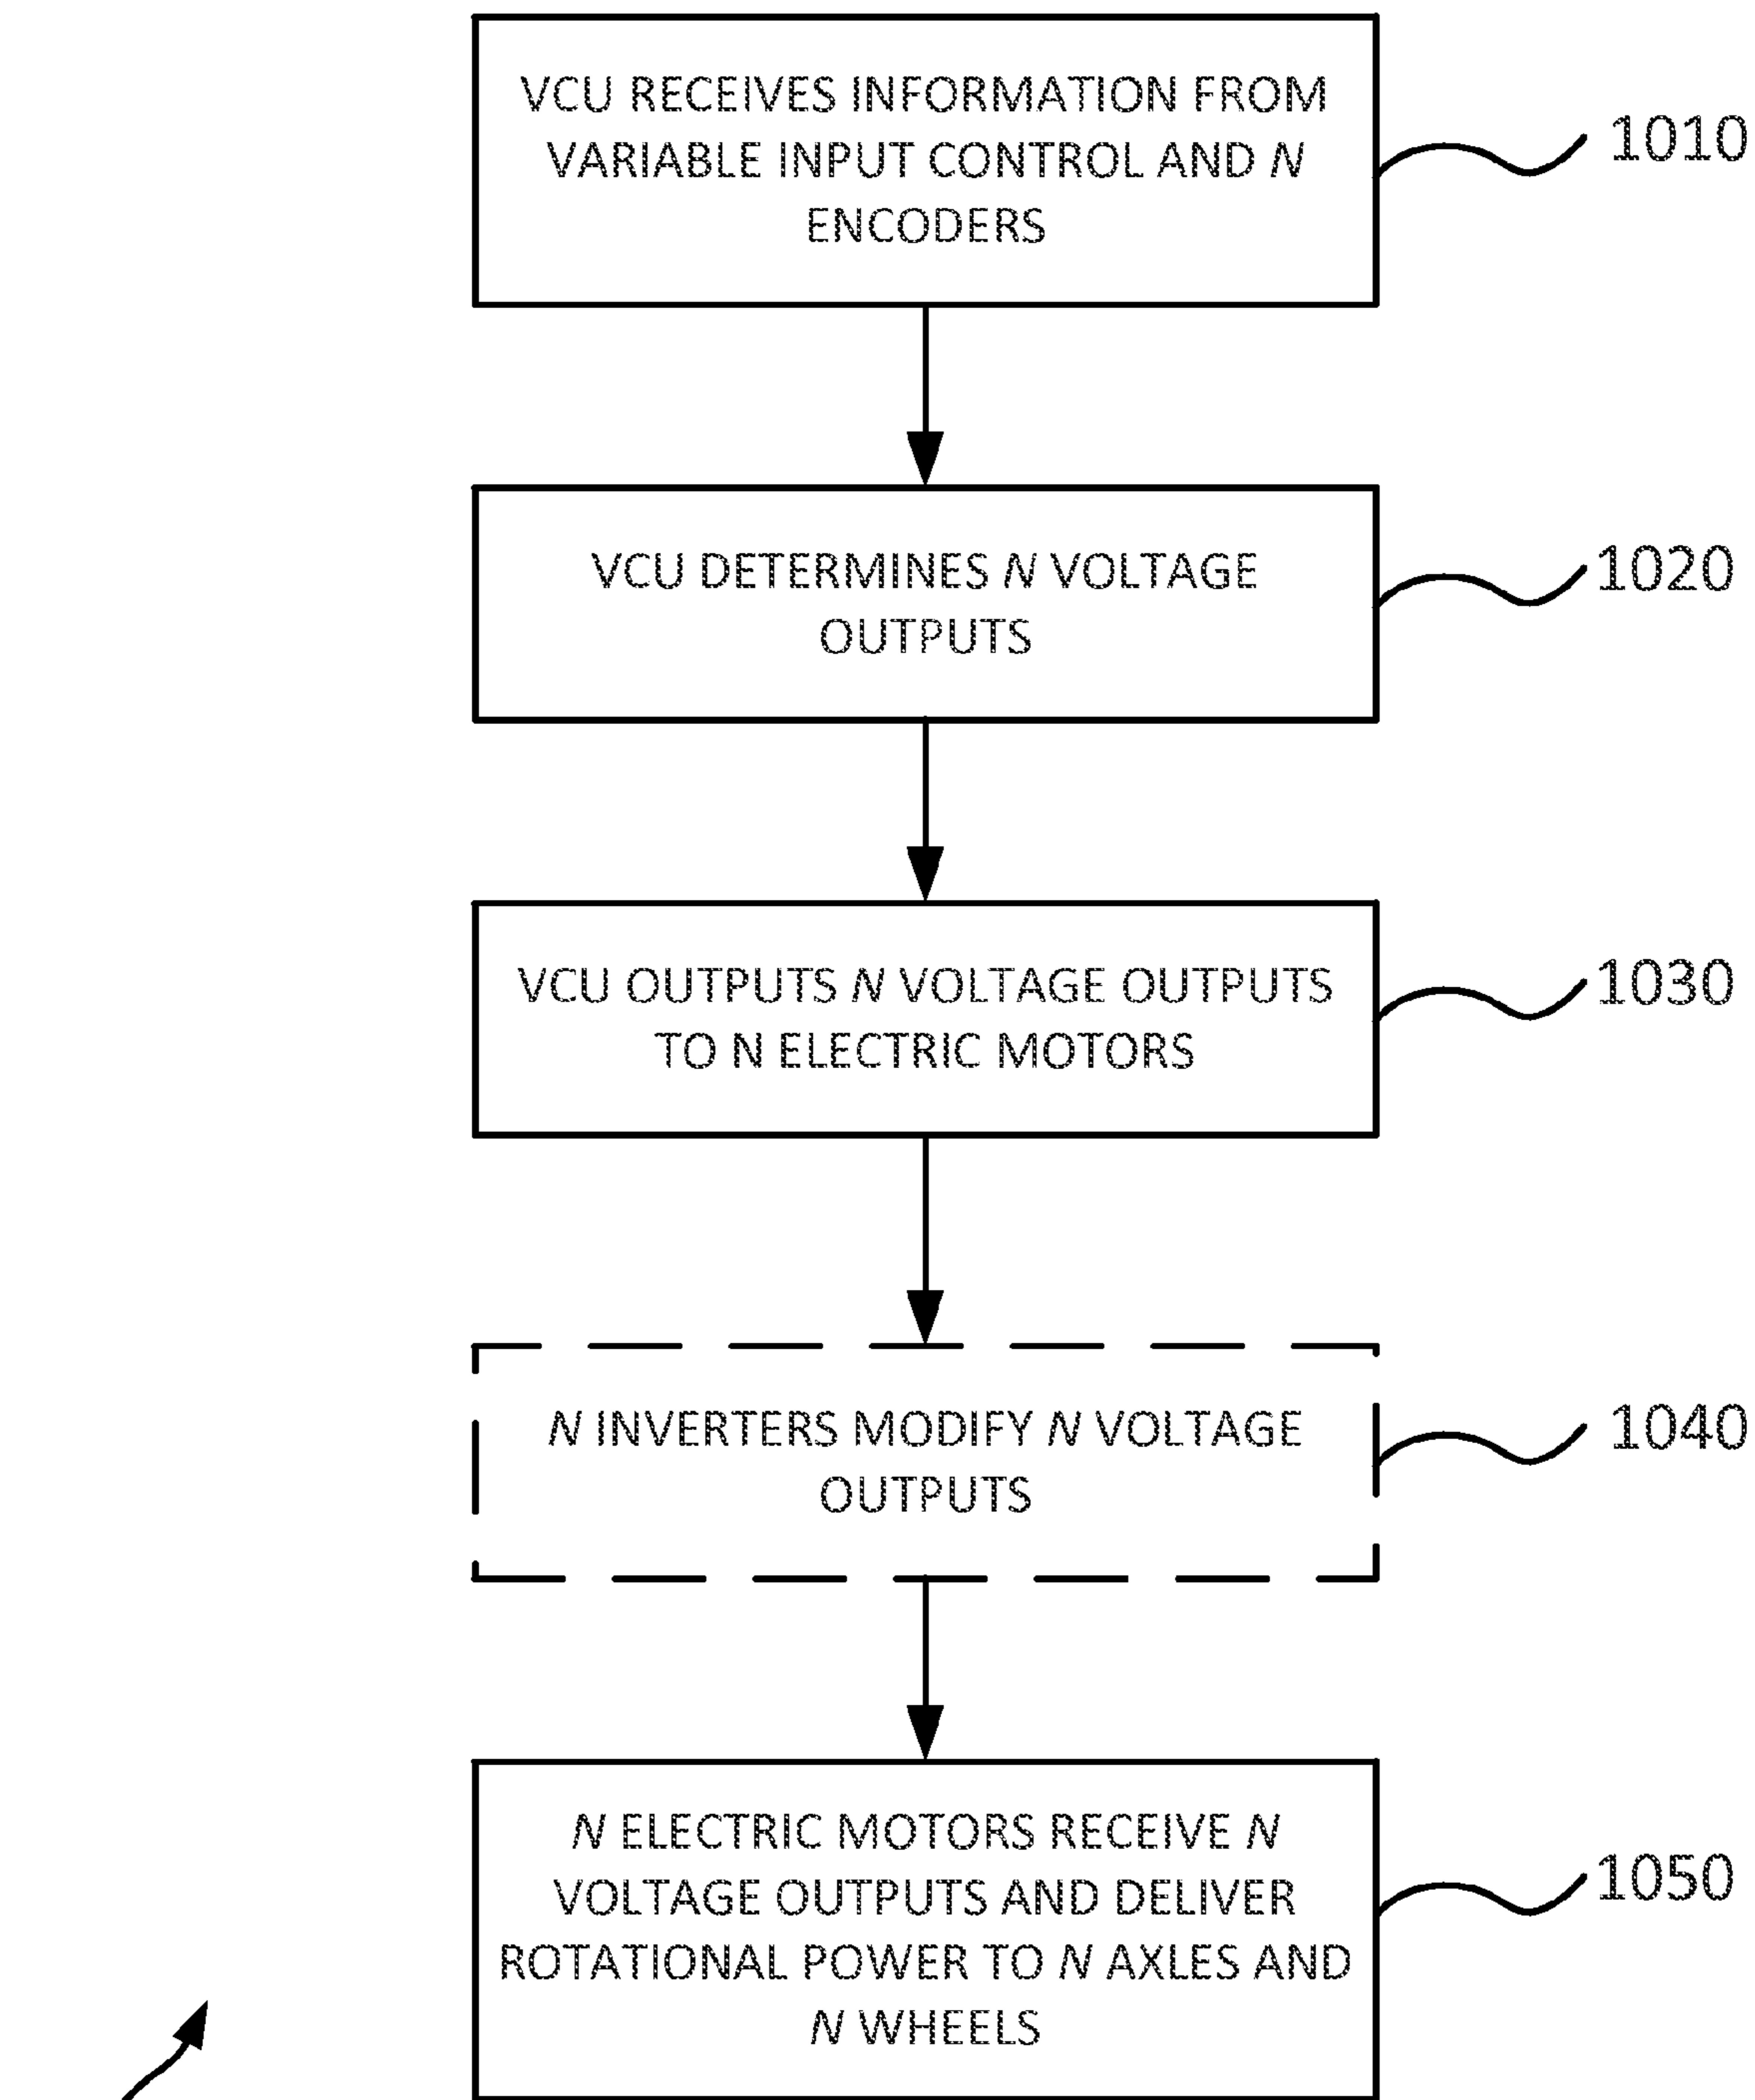 VCU RECEIVES INFORMATION FROM
VARIABLE INPUT CONTROL AND N
ENCODERS
1010
VCU DETERMINES N VOLTAGE
OUTPUTS
1020
VCU OUTPUTS N VOLTAGE OUTPUTS
TO N ELECTRIC MOTORS
1030
N INVERTERS MODIFY N VOLTAGE
OUTPUTS
1040
N ELECTRIC MOTORS RECEIVE N
VOLTAGE OUTPUTS AND DELIVER
ROTATIONAL POWER TO N AXLES AND
N WHEELS
1050